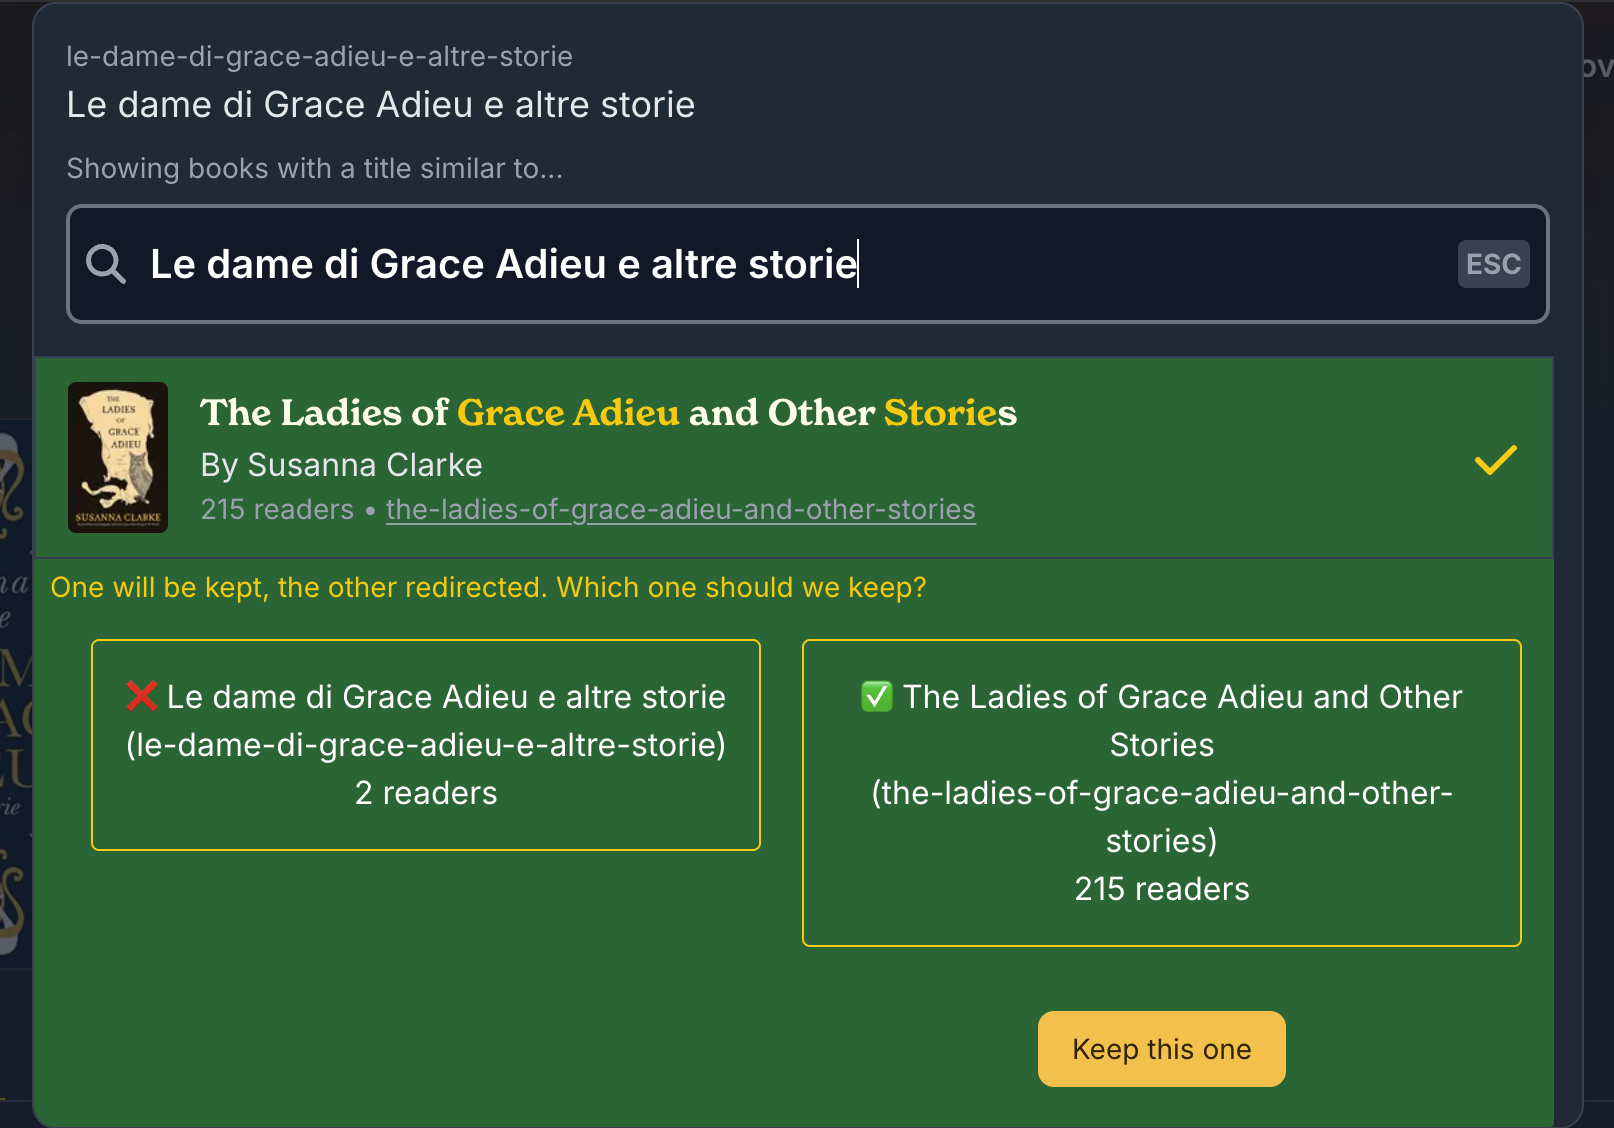 le-dame-di-grace-adieu-e-altre-storie
Le dame di Grace Adieu e altre storie
Showing books with a title similar to...
Le dame di Grace Adieu e altre storie
ESC
THE
LADIES
OF
GRACE
ADIEU
SUSANNA CLARKE
The Ladies of Grace Adieu and Other Stories
By Susanna Clarke
215 readers • the-ladies-of-grace-adieu-and-other-stories
One will be kept, the other redirected. Which one should we keep?
❌ Le dame di Grace Adieu e altre storie
(le-dame-di-grace-adieu-e-altre-storie)
2 readers
✅ The Ladies of Grace Adieu and Other
Stories
(the-ladies-of-grace-adieu-and-other-
stories)
215 readers
Keep this one